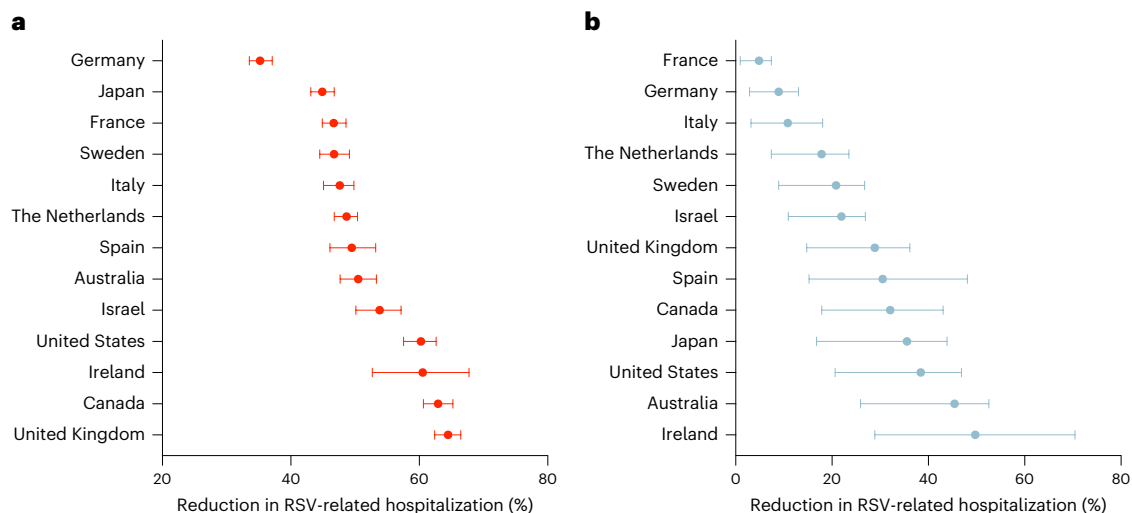 a
Germany
Japan
France
Sweden
Italy
The Netherlands
Spain
Australia
Israel
United States
Ireland
Canada
United Kingdom
20 40 60 80
Reduction in RSV-related hospitalization (%)
b
France
Germany
Italy
The Netherlands
Sweden
Israel
United Kingdom
Spain
Canada
Japan
United States
Australia
Ireland
0 20 40 60 80
Reduction in RSV-related hospitalization (%)